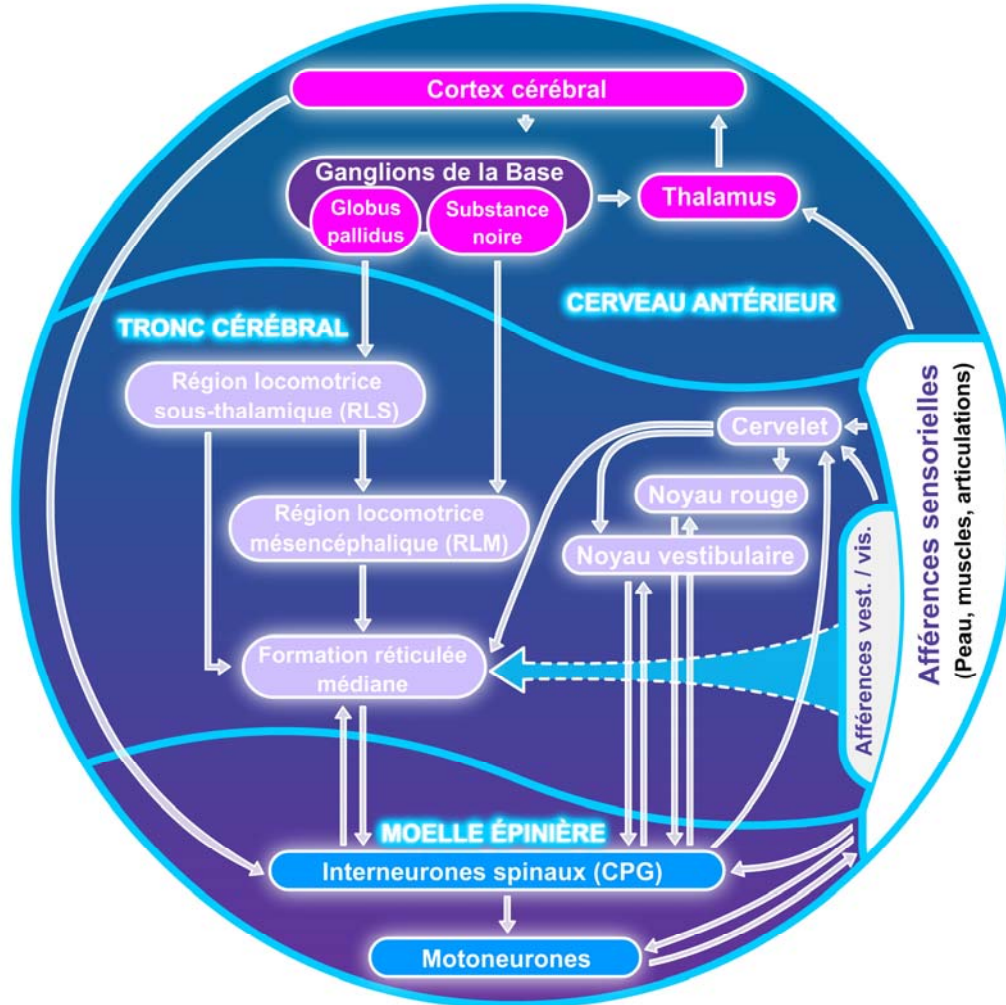 Cortex cérébral
Ganglions de la Base
Globus
pallidus
Substance
noire
Thalamus
CERVEAU ANTÉRIEUR
TRONC CÉRÉBRAL
Région locomotrice
sous-thalamique (RLS)
Cervelet
Noyau rouge
Région locomotrice
mésencéphalique (RLM)
Noyau vestibulaire
Formation réticulée
médiane
Afférences vest. / vis.
Afférences sensorielles
(Peau, muscles, articulations)
MOELLE ÉPINIÈRE
Interneurones spinaux (CPG)
Motoneurones